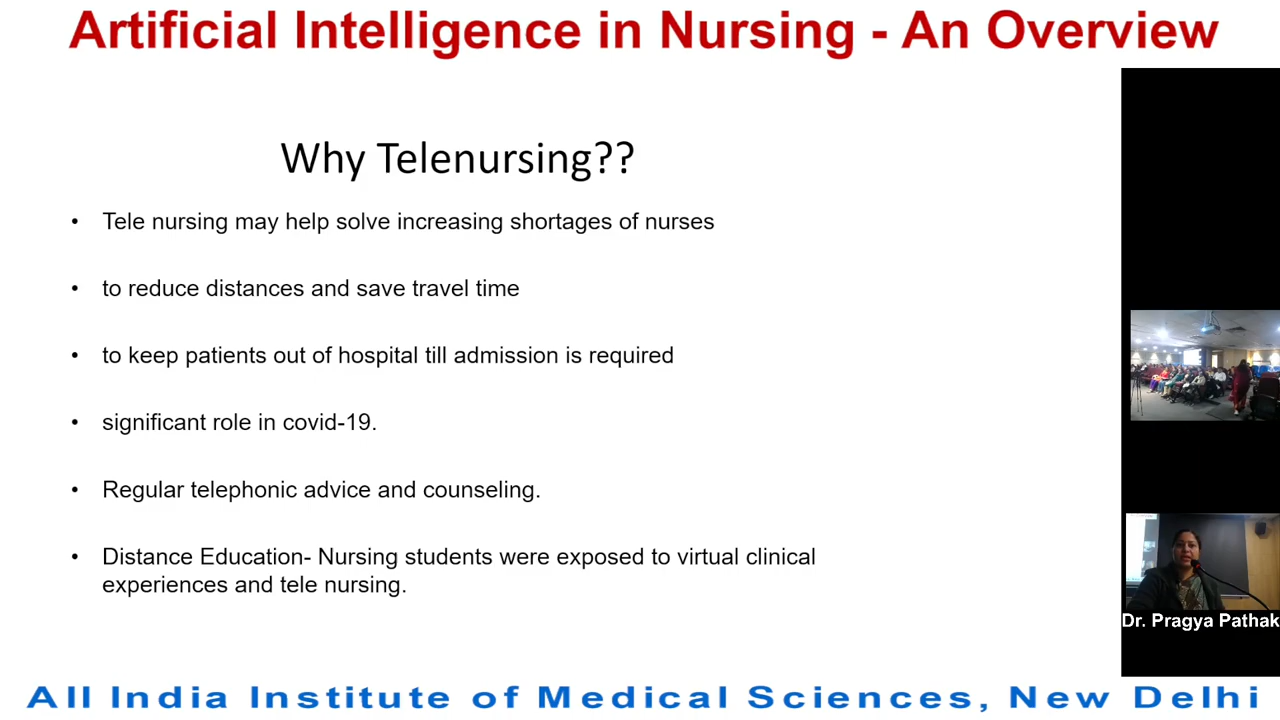 Artificial Intelligence in Nursing - An Overview
Why Telenursing??
• Tele nursing may help solve increasing shortages of nurses
• to reduce distances and save travel time
• to keep patients out of hospital till admission is required
• significant role in covid-19.
• Regular telephonic advice and counseling.
• Distance Education- Nursing students were exposed to virtual clinical
experiences and tele nursing.
Dr. Pragya Pathak
All India Institute of Medical Sciences, New Delhi